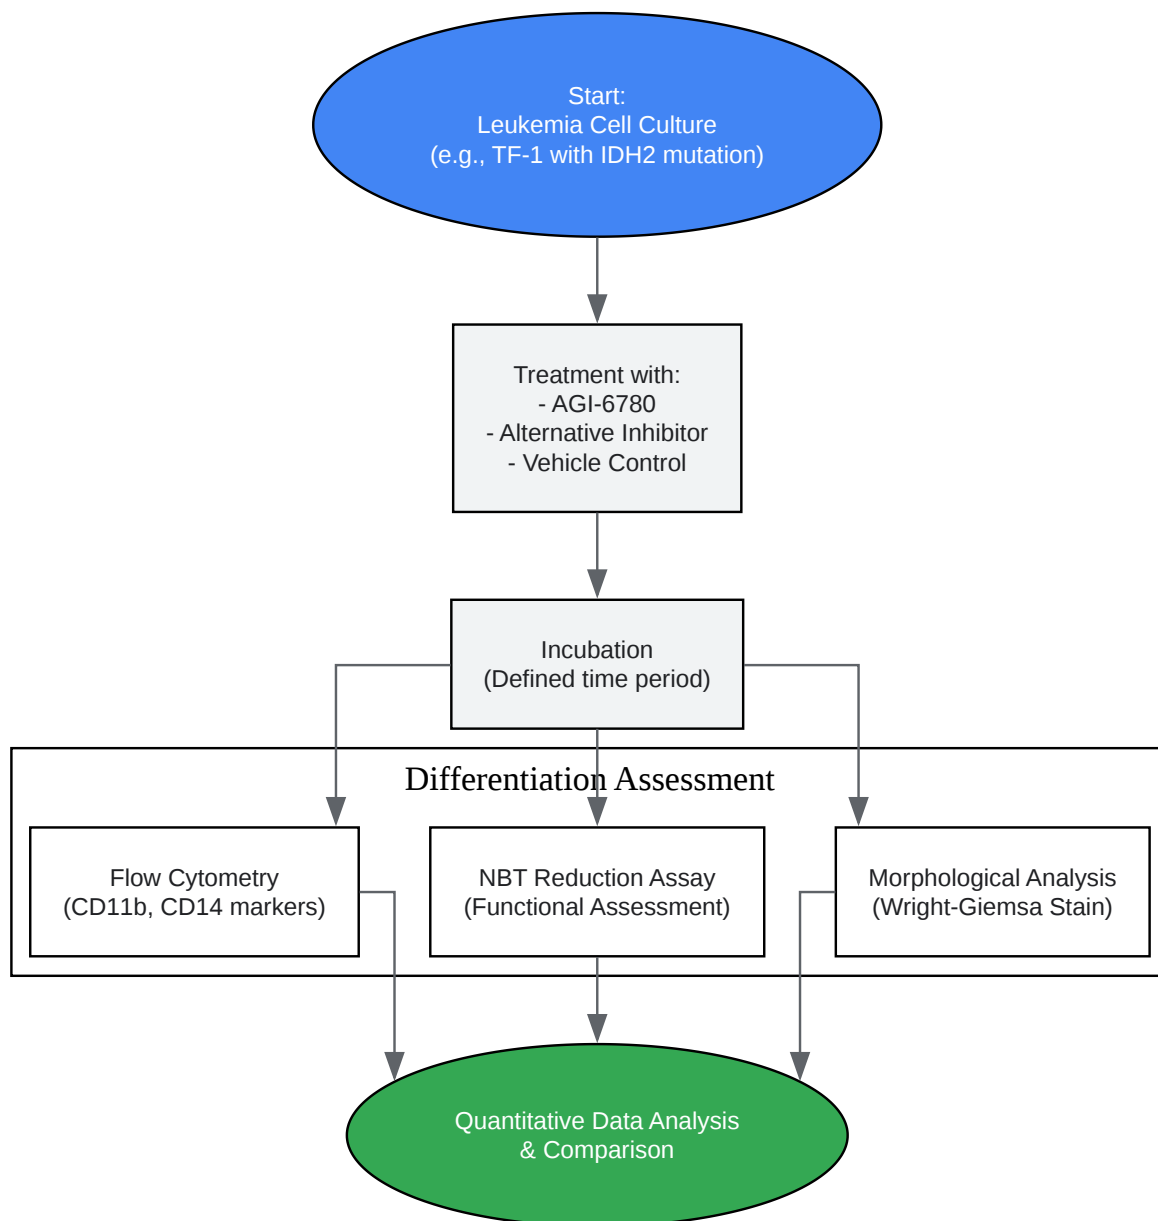 Start:
Leukemia Cell Culture
(e.g., TF-1 with IDH2 mutation)
Treatment with:
- AGI-6780
- Alternative Inhibitor
- Vehicle Control
Incubation
(Defined time period)
Differentiation Assessment
Flow Cytometry
(CD11b, CD14 markers)
NBT Reduction Assay
(Functional Assessment)
Morphological Analysis
(Wright-Giemsa Stain)
Quantitative Data Analysis
& Comparison